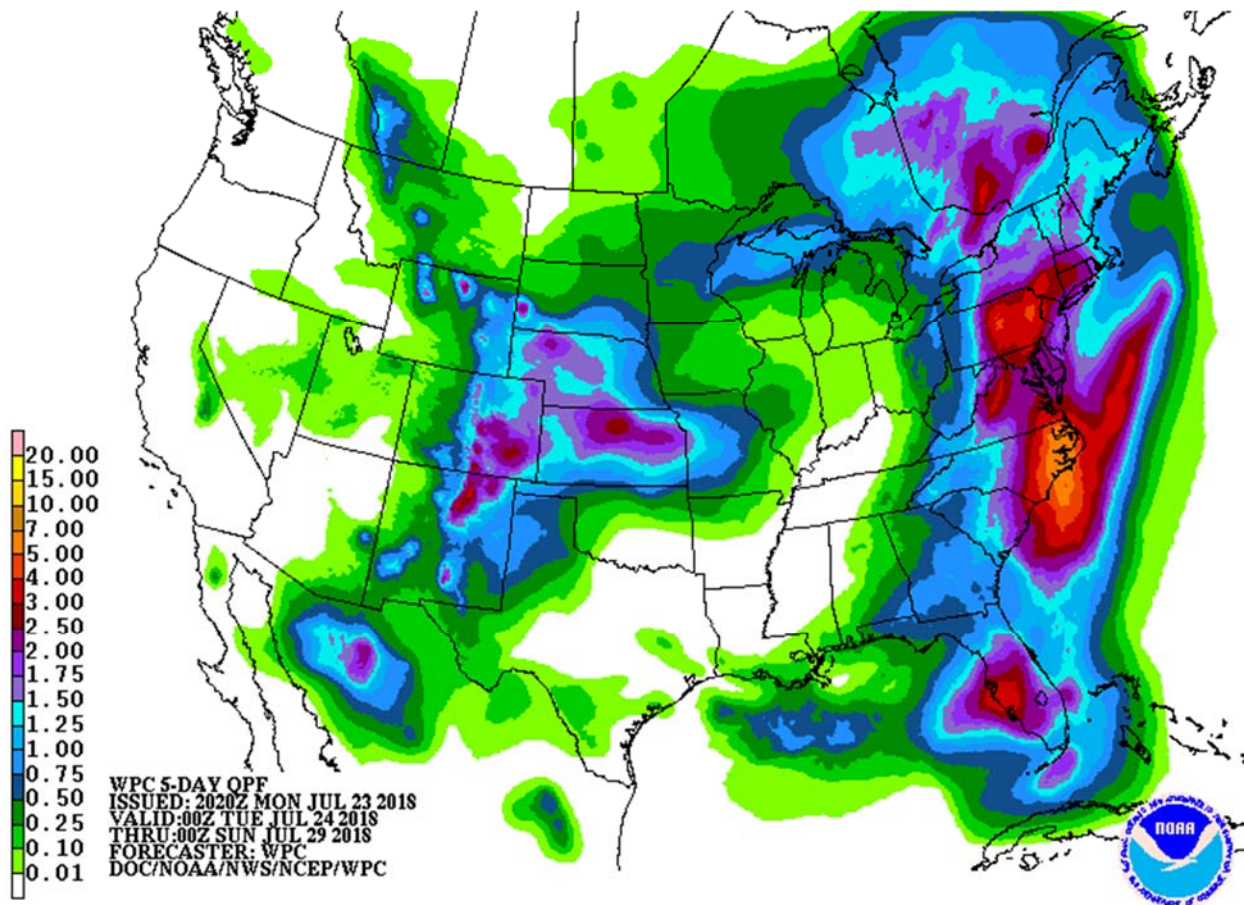 20.00
15.00
10.00
7.00
5.00
4.00
3.00
2.50
2.00
1.75
1.50
1.25
1.00
0.75
0.50
0.25
0.10
0.01
WPC 5-DAY QPF
ISSUED: 2020Z MON JUL 23 2018
VALID:00Z TUE JUL 24 2018
THRU:00Z SUN JUL 29 2018
FORECASTER: WPC
DOC/NOAA/NWS/NCEP/WPC
NOAA